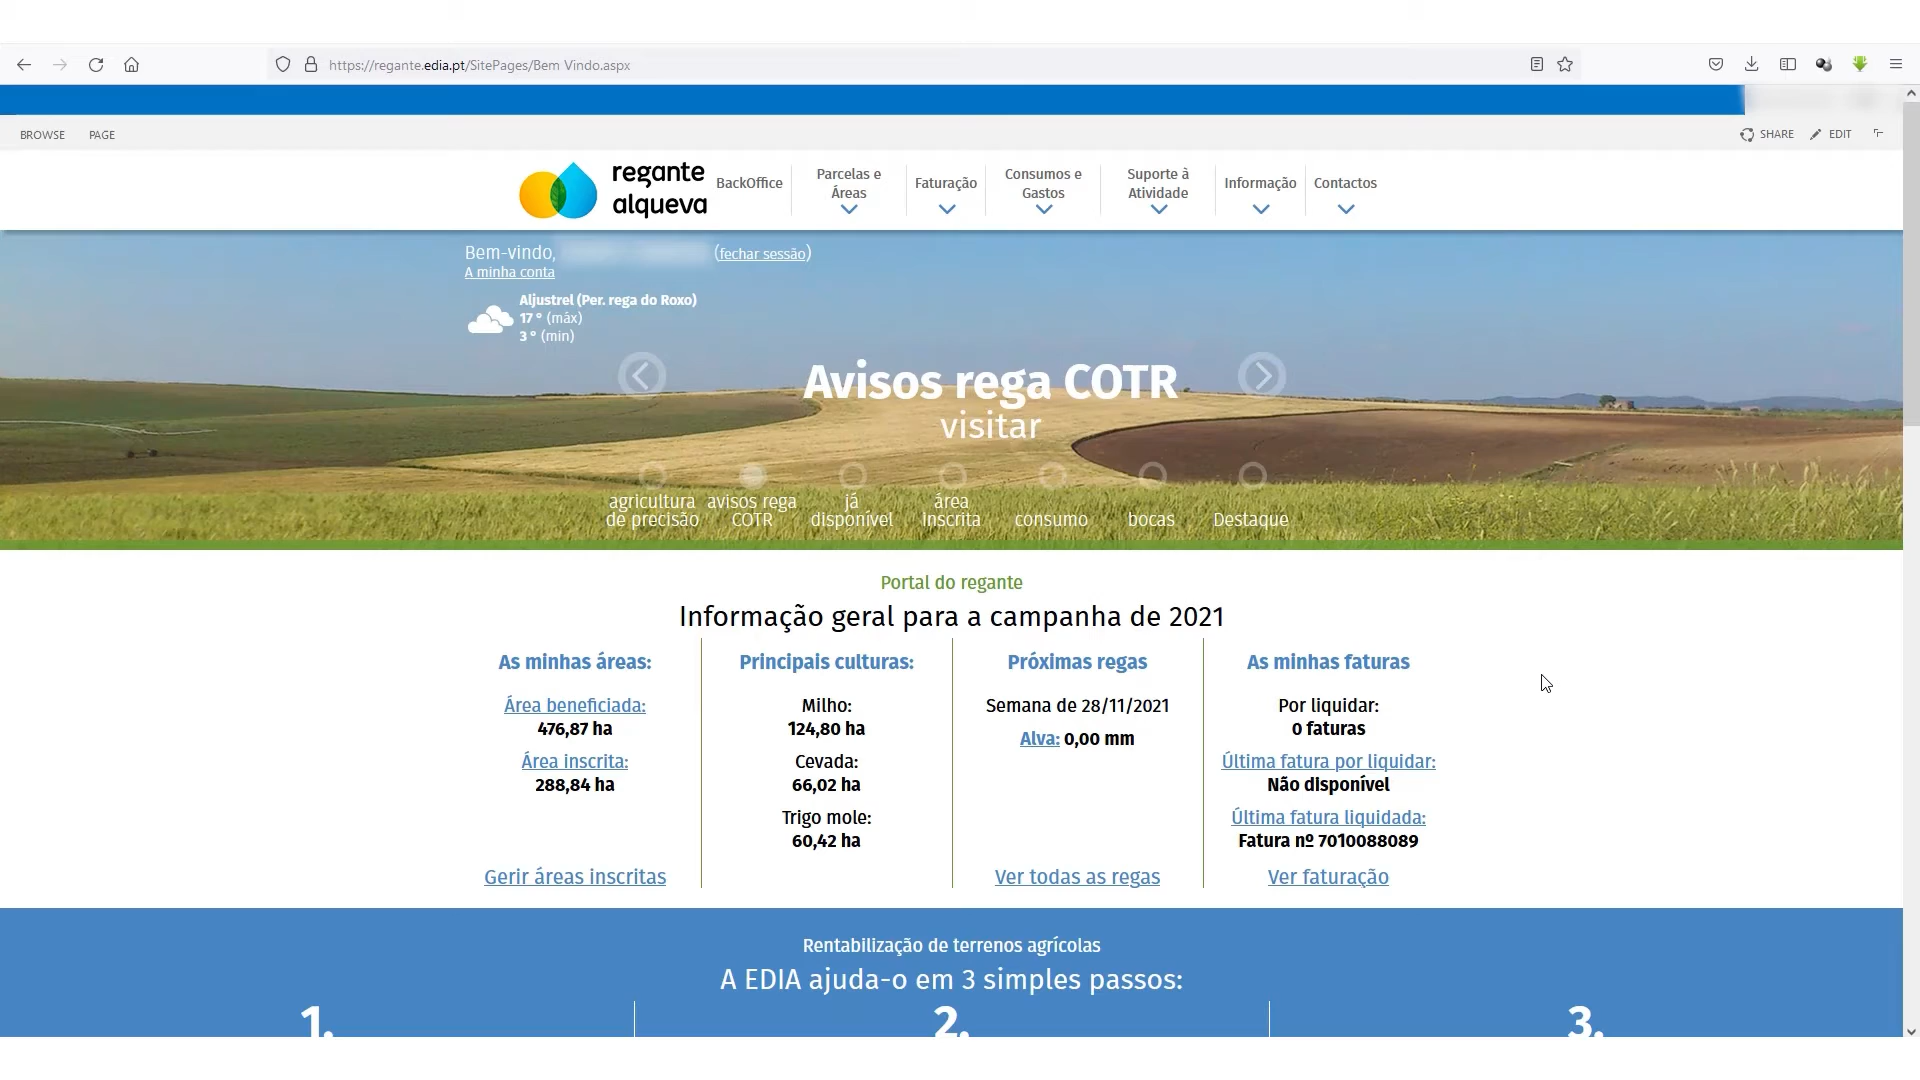 https://regante.edia.pt/SitePages/Bem Vindo.aspx
BROWSE PAGE SHARE EDIT
regante
alqueva
BackOffice
Parcelas e
Áreas
Faturação
Consumos e
Gastos
Suporte à
Atividade
Informação
Contactos
Bem-vindo, (fechar sessão)
A minha conta
Aljustrel (Per. rega do Roxo)
17 ° (máx)
3 ° (min)
Avisos rega COTR
visitar
agricultura
de precisão
avisos rega
COTR
já
disponível
área
inscrita
consumo
bocas
Destaque
Portal do regante
Informação geral para a campanha de 2021
As minhas áreas:
Área beneficiada:
476,87 ha
Área inscrita:
288,84 ha
Gerir áreas inscritas
Principais culturas:
Milho:
124,80 ha
Cevada:
66,02 ha
Trigo mole:
60,42 ha
Próximas regas
Semana de 28/11/2021
Alva: 0,00 mm
Ver todas as regas
As minhas faturas
Por liquidar:
0 faturas
Última fatura por liquidar:
Não disponível
Última fatura liquidada:
Fatura nº 7010088089
Ver faturação
Rentabilização de terrenos agrícolas
A EDIA ajuda-o em 3 simples passos:
1. 2. 3.